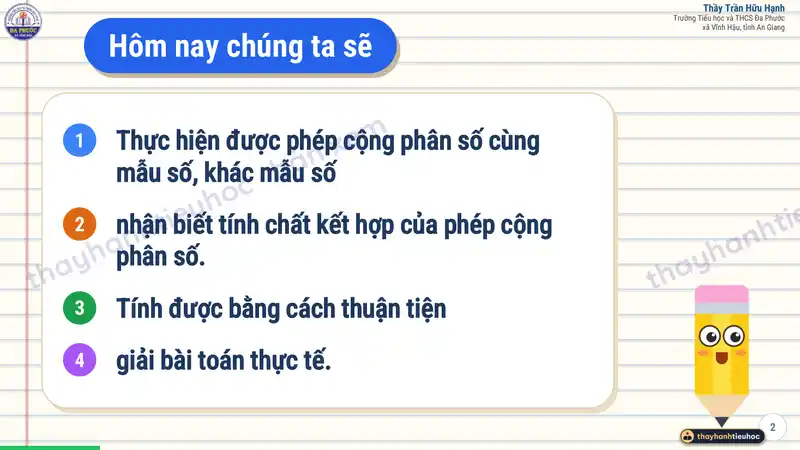 ĐA PHƯỚC
Thầy Trần Hữu Hạnh
Trường Tiểu học và THCS Đa Phước
xã Vĩnh Hậu, tỉnh An Giang
Hôm nay chúng ta sẽ
1 Thực hiện được phép cộng phân số cùng
mẫu số, khác mẫu số
2 nhận biết tính chất kết hợp của phép cộng
phân số.
3 Tính được bằng cách thuận tiện
4 giải bài toán thực tế.
thayhanhtieuhoc
2